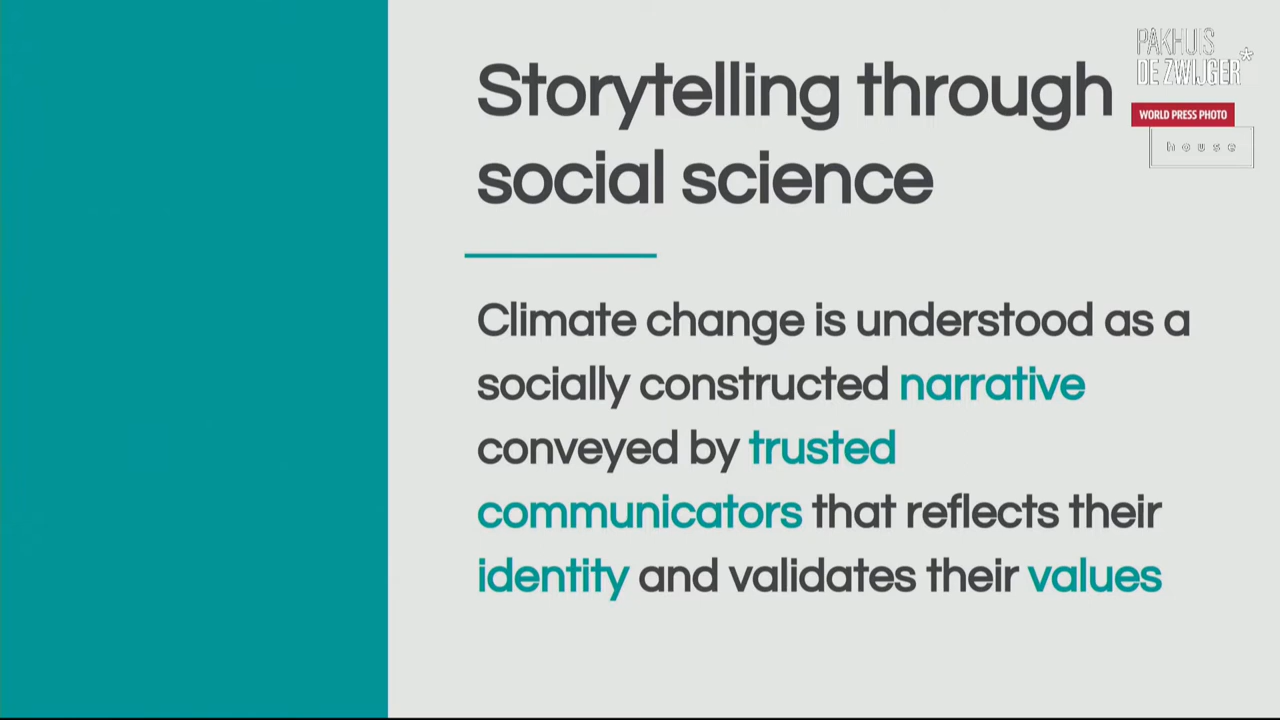 Storytelling through
social science
Climate change is understood as a
socially constructed narrative
conveyed by trusted
communicators that reflects their
identity and validates their values
PAKHUIS
DE ZWIJGER*
WORLD PRESS PHOTO
house